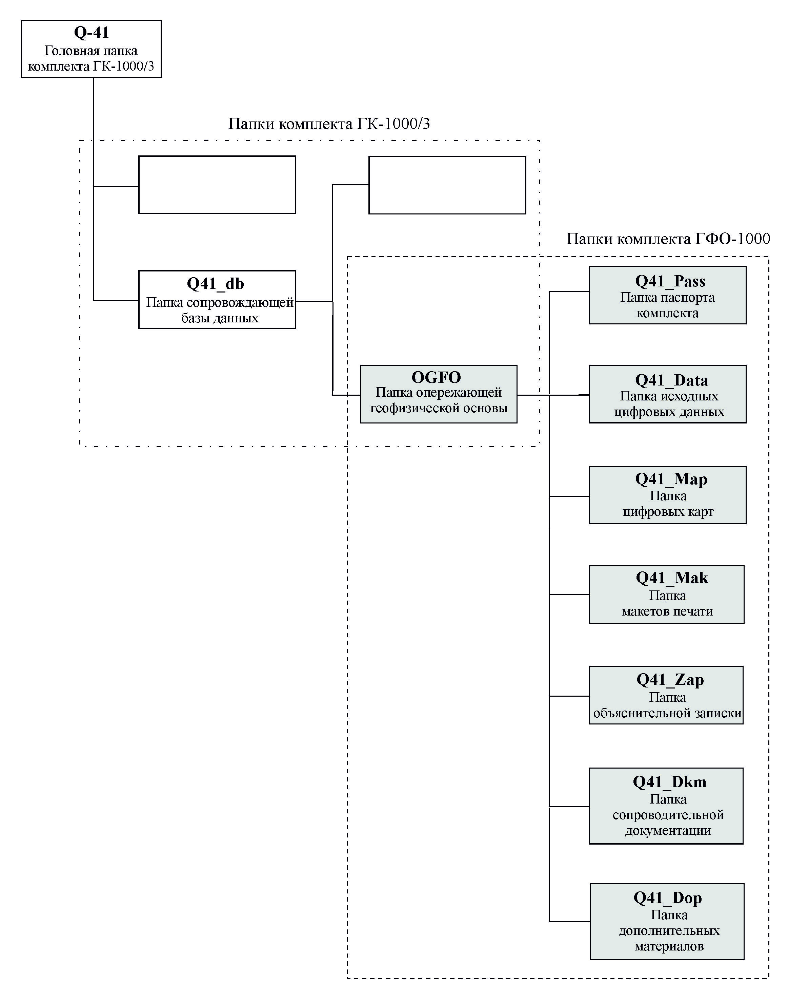 Q-41
Головная папка
комплекта ГК-1000/3
Папки комплекта ГК-1000/3
Папки комплекта ГФО-1000
Q41_db
Папка сопровождающей
базы данных
OGFO
Папка опережающей
геофизической основы
Q41_Pass
Папка паспорта
комплекта
Q41_Data
Папка исходных
цифровых данных
Q41_Map
Папка
цифровых карт
Q41_Mak
Папка
макетов печати
Q41_Zap
Папка
объяснительной записки
Q41_Dkm
Папка
сопроводительной
документации
Q41_Dop
Папка
дополнительных
материалов